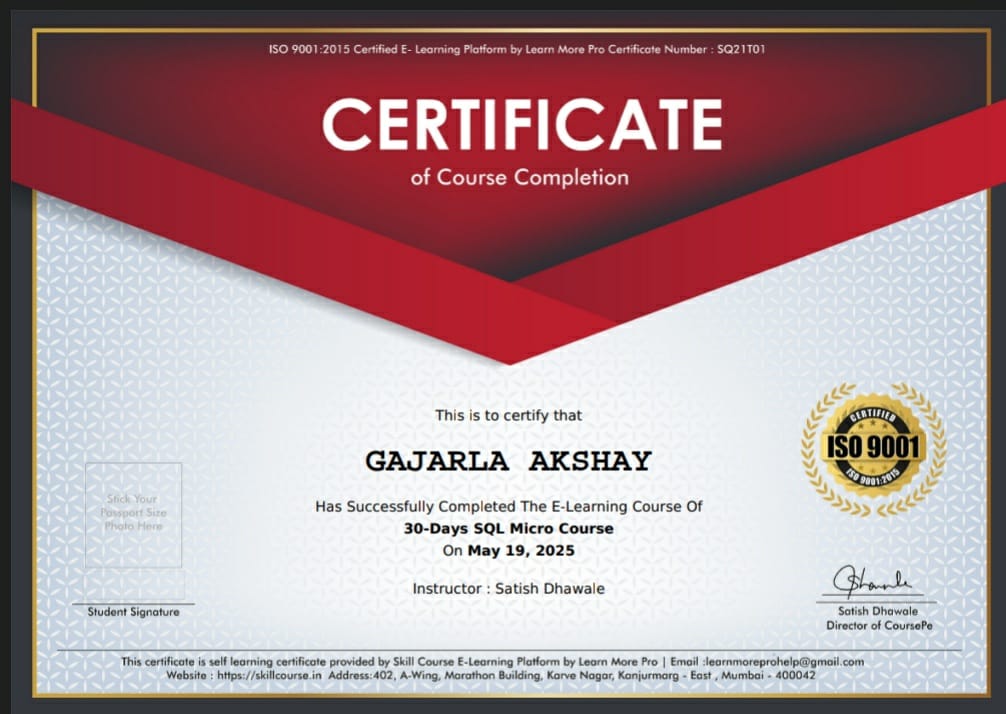 ISO 9001:2015 Certified E- Learning Platform by Learn More Pro Certificate Number : SQ21T01
CERTIFICATE
of Course Completion
This is to certify that
GAJARLA AKSHAY
Has Successfully Completed The E-Learning Course Of
30-Days SQL Micro Course
On May 19, 2025
Instructor : Satish Dhawale
CERTIFIED
ISO 9001
ISO 9001:2015
Stick Your
Passport Size
Photo Here
Student Signature
Satish Dhawale
Director of CoursePe
This certificate is self learning certificate provided by Skill Course E-Learning Platform by Learn More Pro | Email :learnmoreprohelp@gmail.com
Website : https://skillcourse.in Address:402, A-Wing, Marathon Building, Karve Nagar, Kanjurmarg - East , Mumbai - 400042